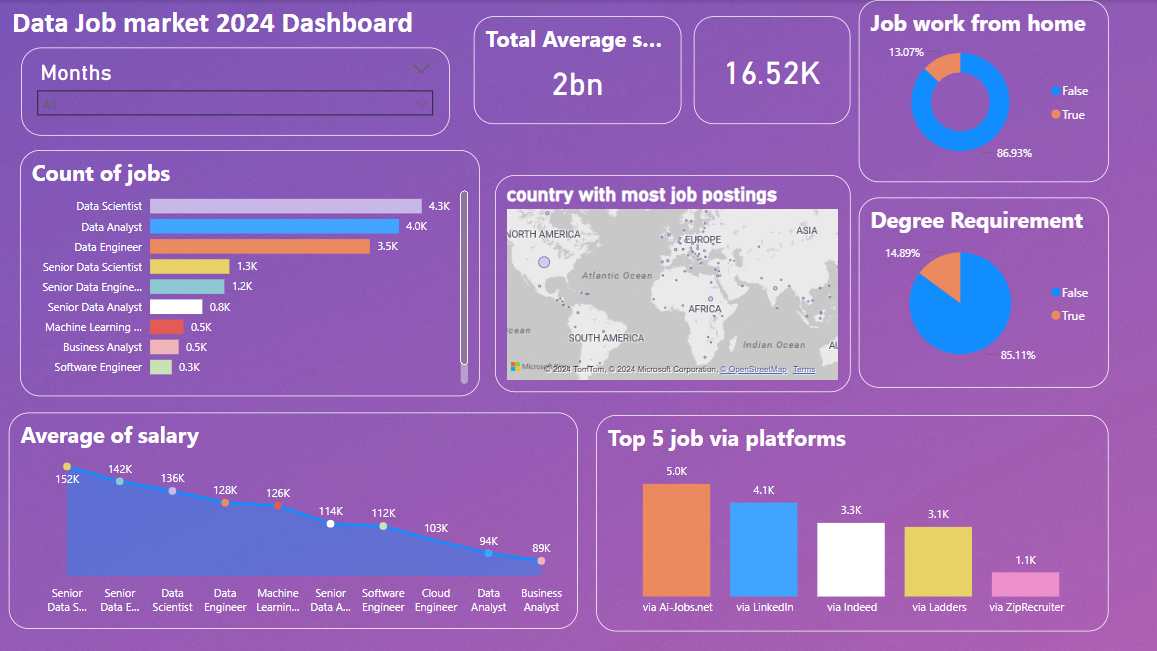 Data Job market 2024 Dashboard
Months
All
Total Average s...
2bn
16.52K
Job work from home
13.07%
86.93%
False
True
Count of jobs
Data Scientist 4.3K
Data Analyst 4.0K
Data Engineer 3.5K
Senior Data Scientist 1.3K
Senior Data Engine... 1.2K
Senior Data Analyst 0.8K
Machine Learning ... 0.5K
Business Analyst 0.5K
Software Engineer 0.3K
country with most job postings
NORTH AMERICA
EUROPE
ASIA
Atlantic Ocean
AFRICA
SOUTH AMERICA
Indian Ocean
© 2024 TomTom, © 2024 Microsoft Corporation, © OpenStreetMap Terms
Degree Requirement
14.89%
85.11%
False
True
Average of salary
152K
142K
136K
128K
126K
114K
112K
103K
94K
89K
Senior Data S...
Senior Data E...
Data Scientist
Data Engineer
Machine Learnin...
Senior Data A...
Software Engineer
Cloud Engineer
Data Analyst
Business Analyst
Top 5 job via platforms
5.0K
4.1K
3.3K
3.1K
1.1K
via Ai-Jobs.net
via LinkedIn
via Indeed
via Ladders
via ZipRecruiter